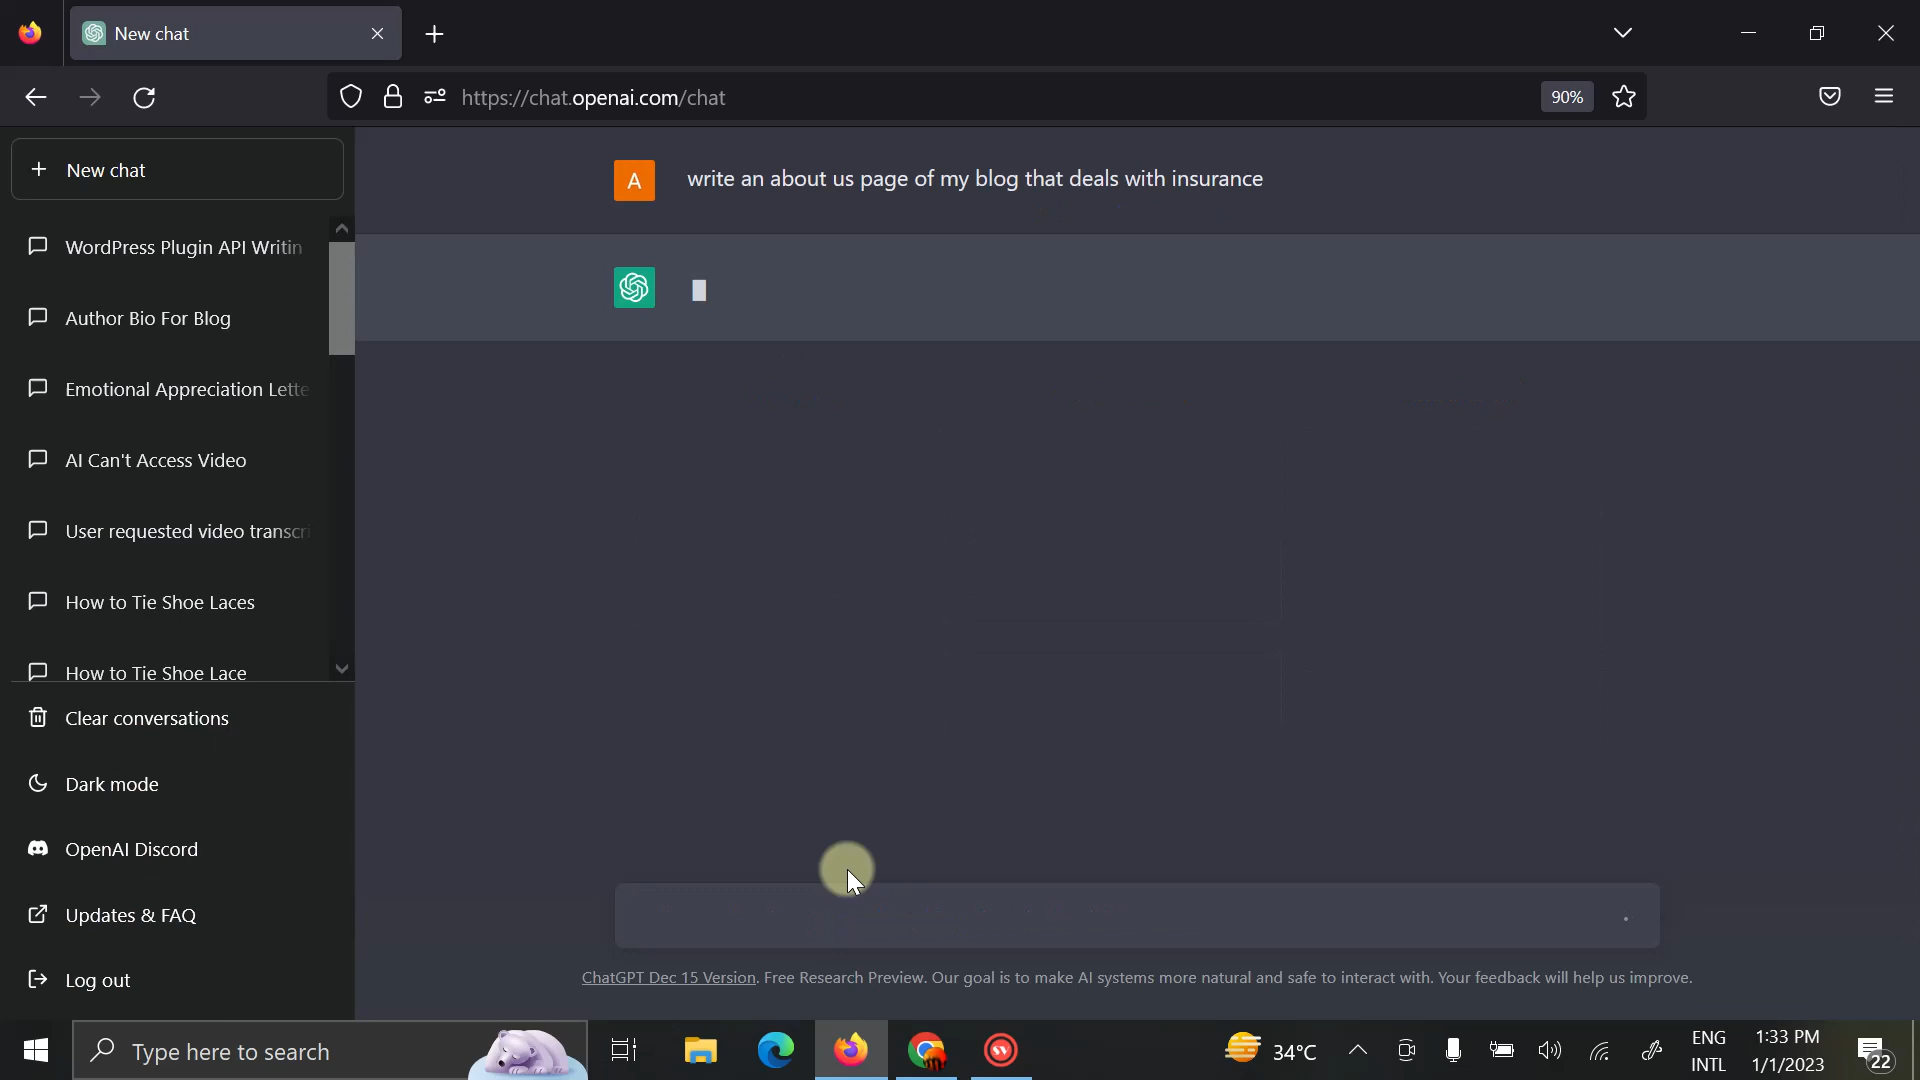 New chat
https://chat.openai.com/chat
90%
New chat
WordPress Plugin API Writin
Author Bio For Blog
Emotional Appreciation Lette
AI Can't Access Video
User requested video transcri
How to Tie Shoe Laces
How to Tie Shoe Lace
Clear conversations
Dark mode
OpenAI Discord
Updates & FAQ
Log out
A
write an about us page of my blog that deals with insurance
ChatGPT Dec 15 Version. Free Research Preview. Our goal is to make AI systems more natural and safe to interact with. Your feedback will help us improve.
Type here to search
34°C
ENG
INTL
1:33 PM
1/1/2023
22